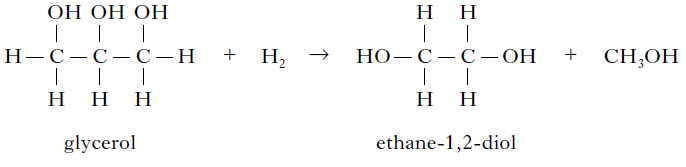 OH OH OH H H
H–C–C–C–H + H₂ → HO–C–C–OH + CH₃OH
H H H H H
glycerol ethane-1,2-diol